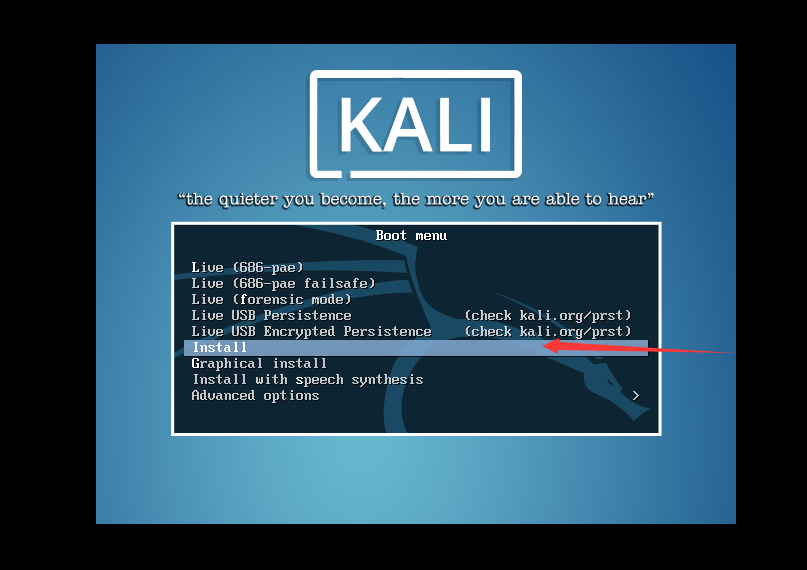 KALI
“the quieter you become, the more you are able to hear”
Boot menu
Live (686-pae)
Live (686-pae failsafe)
Live (forensic mode)
Live USB Persistence (check kali.org/prst)
Live USB Encrypted Persistence (check kali.org/prst)
Install
Graphical install
Install with speech synthesis
Advanced options >